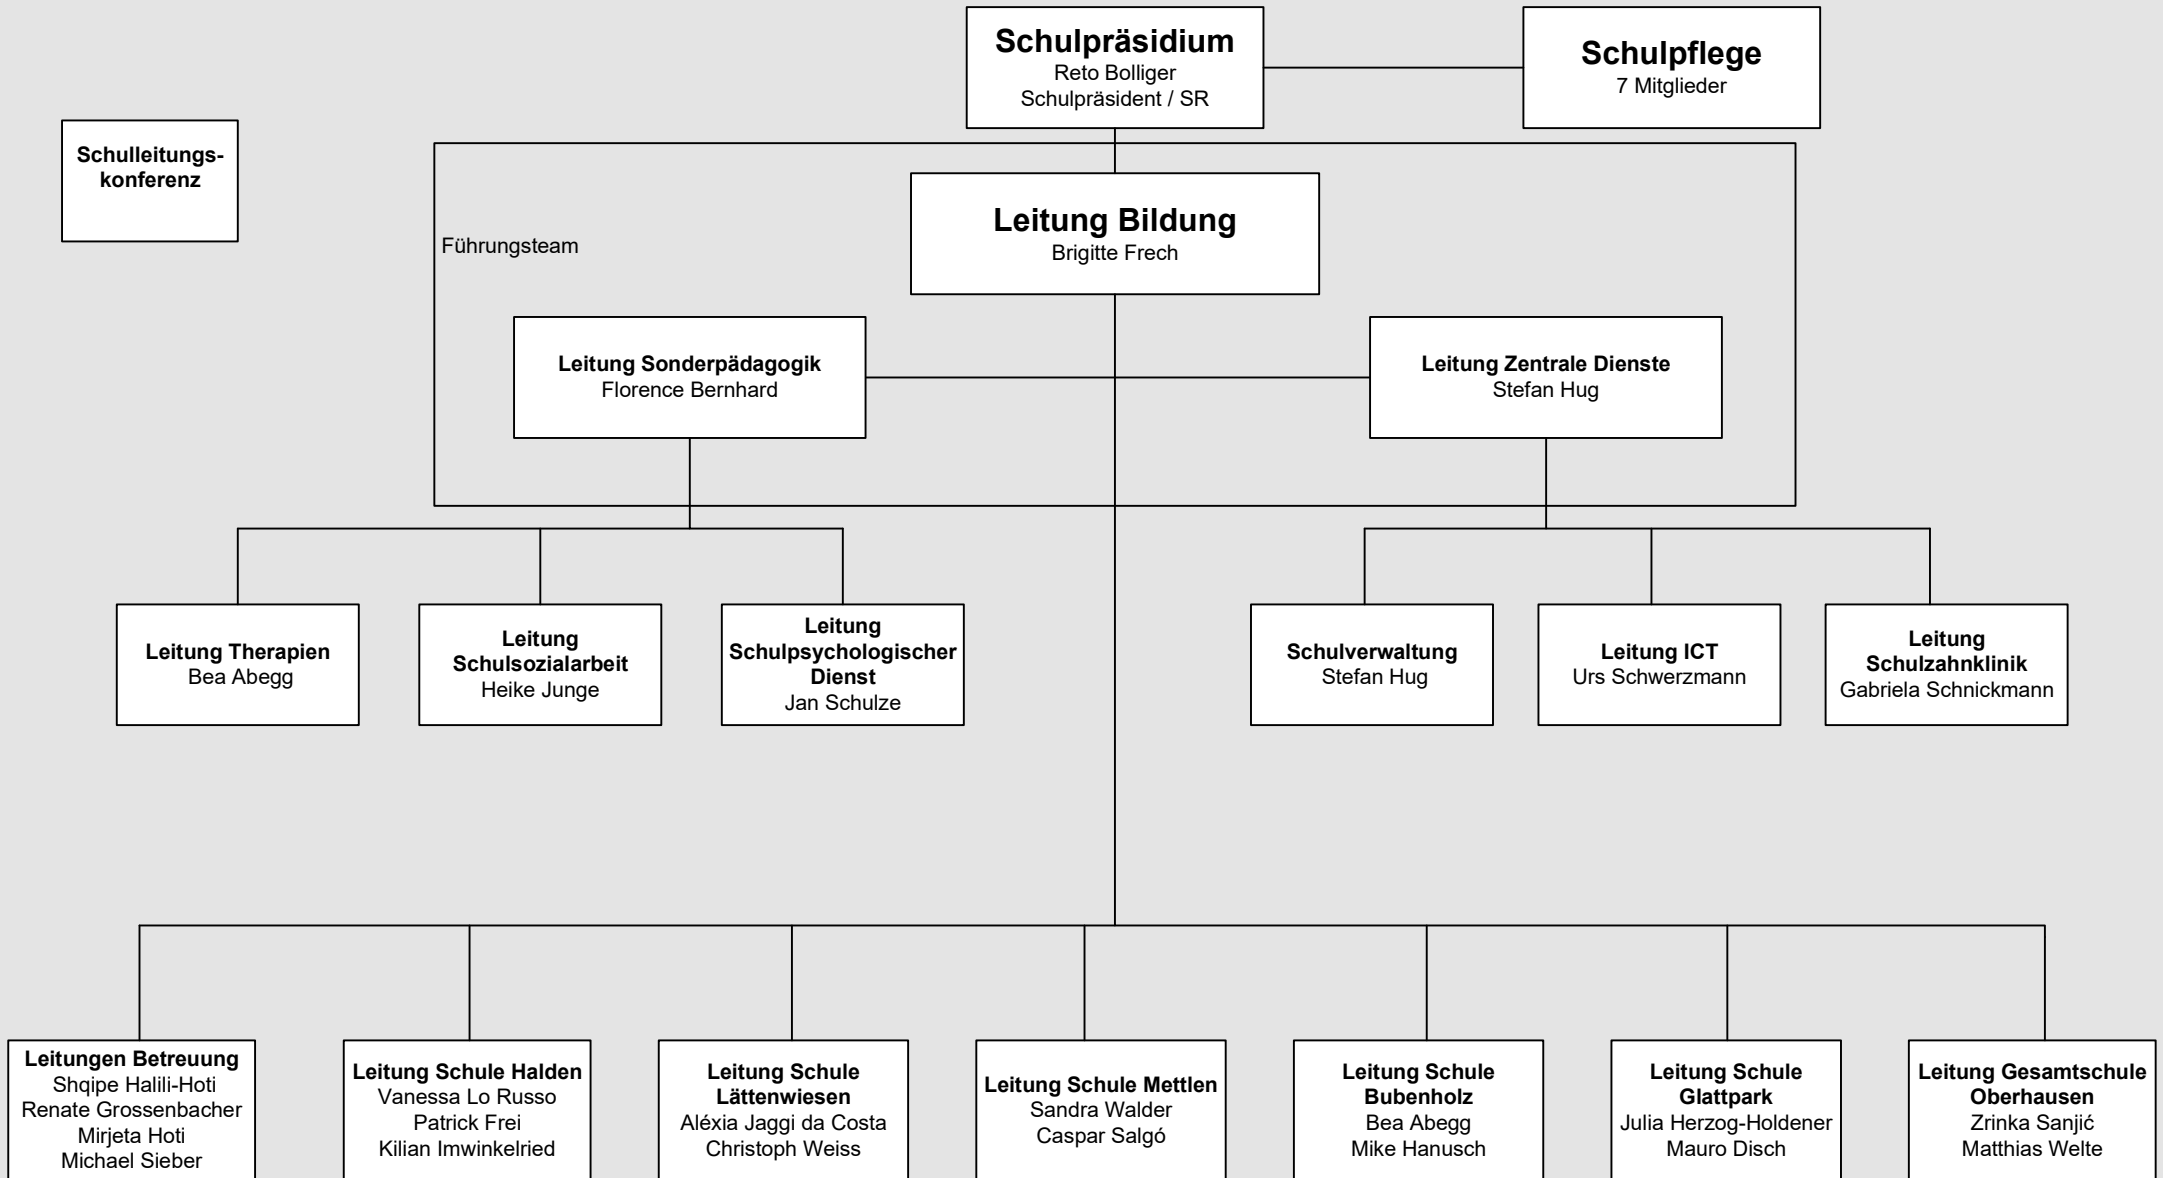 Schulpräsidium
Reto Bolliger
Schulpräsident / SR
Schulpflege
7 Mitglieder
Schulleitungs-
konferenz
Führungsteam
Leitung Bildung
Brigitte Frech
Leitung Sonderpädagogik
Florence Bernhard
Leitung Zentrale Dienste
Stefan Hug
Leitung Therapien
Bea Abegg
Leitung
Schulsozialarbeit
Heike Junge
Leitung
Schulpsychologischer
Dienst
Jan Schulze
Schulverwaltung
Stefan Hug
Leitung ICT
Urs Schwerzmann
Leitung
Schulzahnklinik
Gabriela Schnickmann
Leitungen Betreuung
Shqipe Halili-Hoti
Renate Grossenbacher
Mirjeta Hoti
Michael Sieber
Leitung Schule Halden
Vanessa Lo Russo
Patrick Frei
Kilian Imwinkelried
Leitung Schule
Lättenwiesen
Aléxia Jaggi da Costa
Christoph Weiss
Leitung Schule Mettlen
Sandra Walder
Caspar Salgó
Leitung Schule
Bubenholz
Bea Abegg
Mike Hanusch
Leitung Schule
Glattpark
Julia Herzog-Holdener
Mauro Disch
Leitung Gesamtschule
Oberhausen
Zrinka Sanjić
Matthias Welte